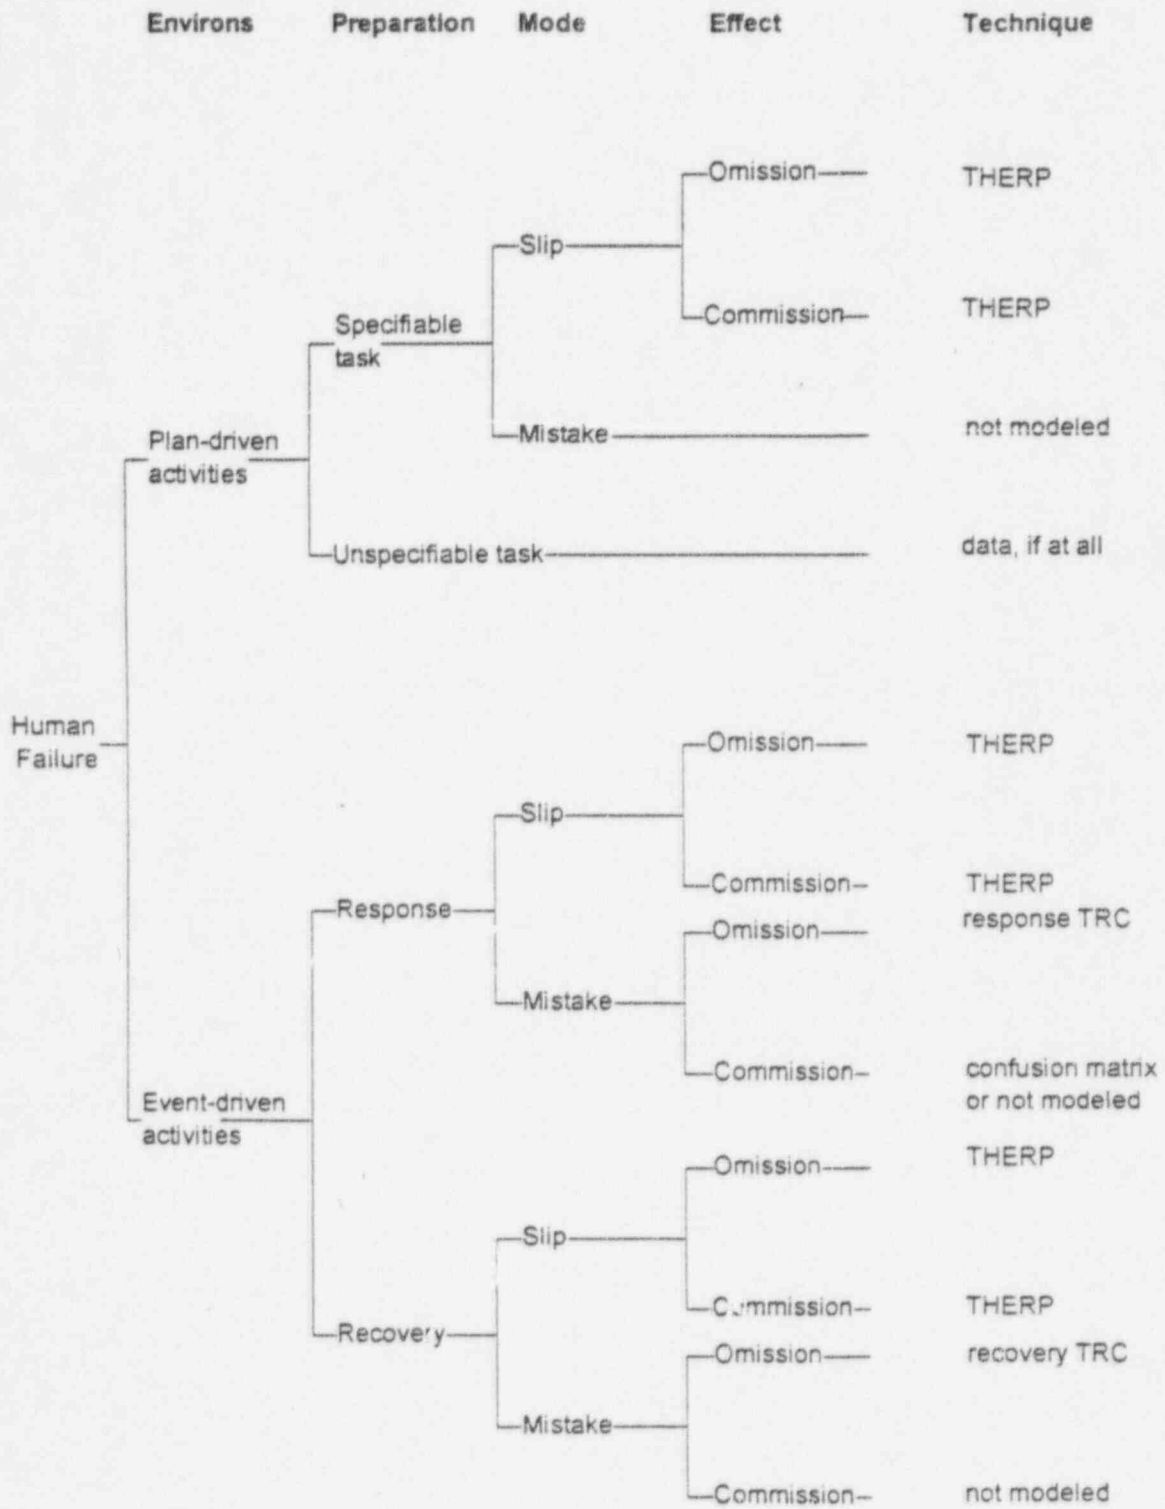 Environs Preparation Mode Effect Technique
Omission THERP
Slip
Commission THERP
Specifiable
task
Mistake not modeled
Plan-driven
activities
Unspecifiable task data, if at all
Human
Failure
Omission THERP
Slip
Commission THERP
Response
Omission response TRC
Mistake
Commission confusion matrix
or not modeled
Event-driven
activities
Omission THERP
Slip
Commission THERP
Recovery
Omission recovery TRC
Mistake
Commission not modeled